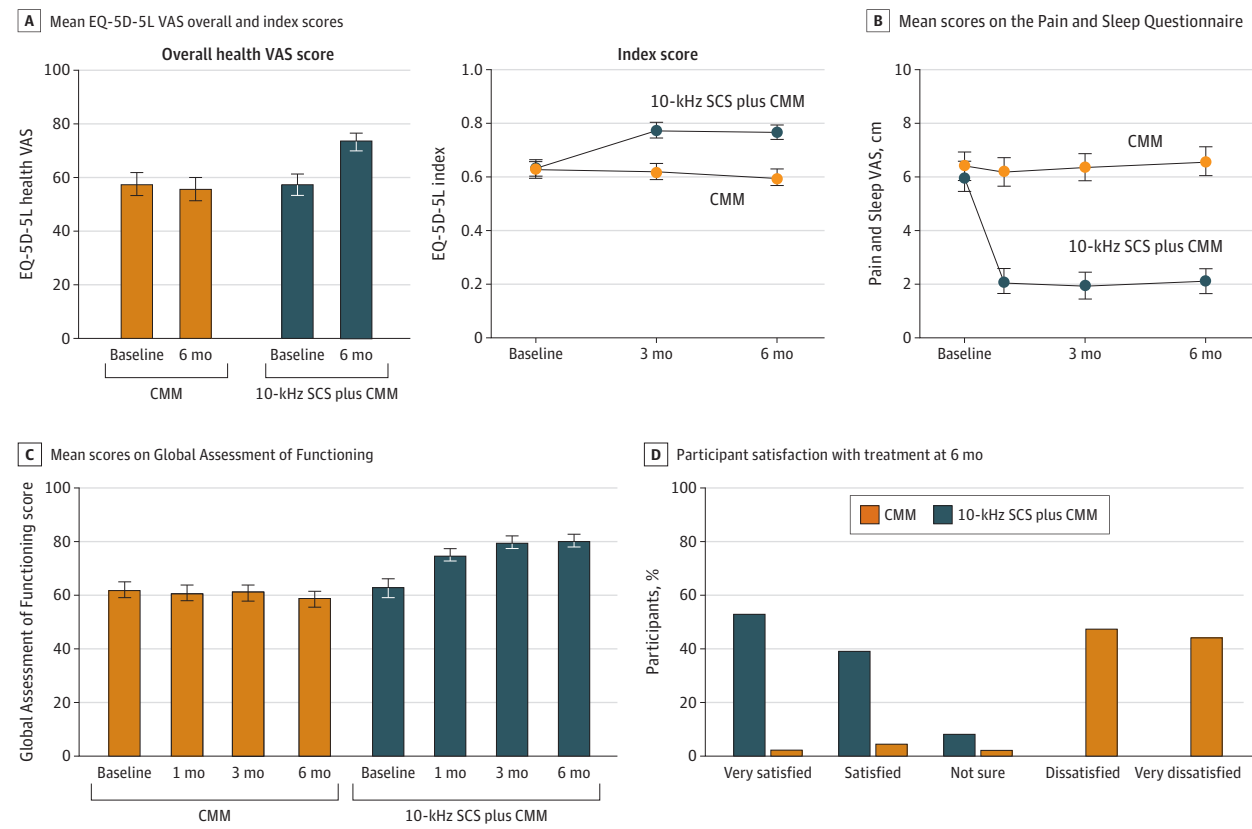 A Mean EQ-5D-5L VAS overall and index scores
Overall health VAS score
EQ-5D-5L health VAS
100
80
60
40
20
0
Baseline 6 mo Baseline 6 mo
CMM 10-kHz SCS plus CMM
Index score
EQ-5D-5L index
1.0
0.8
0.6
0.4
0.2
0
10-kHz SCS plus CMM
CMM
Baseline 3 mo 6 mo
B Mean scores on the Pain and Sleep Questionnaire
Pain and Sleep VAS, cm
10
8
6
4
2
0
CMM
10-kHz SCS plus CMM
Baseline 3 mo 6 mo
C Mean scores on Global Assessment of Functioning
Global Assessment of Functioning score
100
80
60
40
20
0
Baseline 1 mo 3 mo 6 mo Baseline 1 mo 3 mo 6 mo
CMM 10-kHz SCS plus CMM
D Participant satisfaction with treatment at 6 mo
Participants, %
100
80
60
40
20
0
CMM 10-kHz SCS plus CMM
Very satisfied Satisfied Not sure Dissatisfied Very dissatisfied